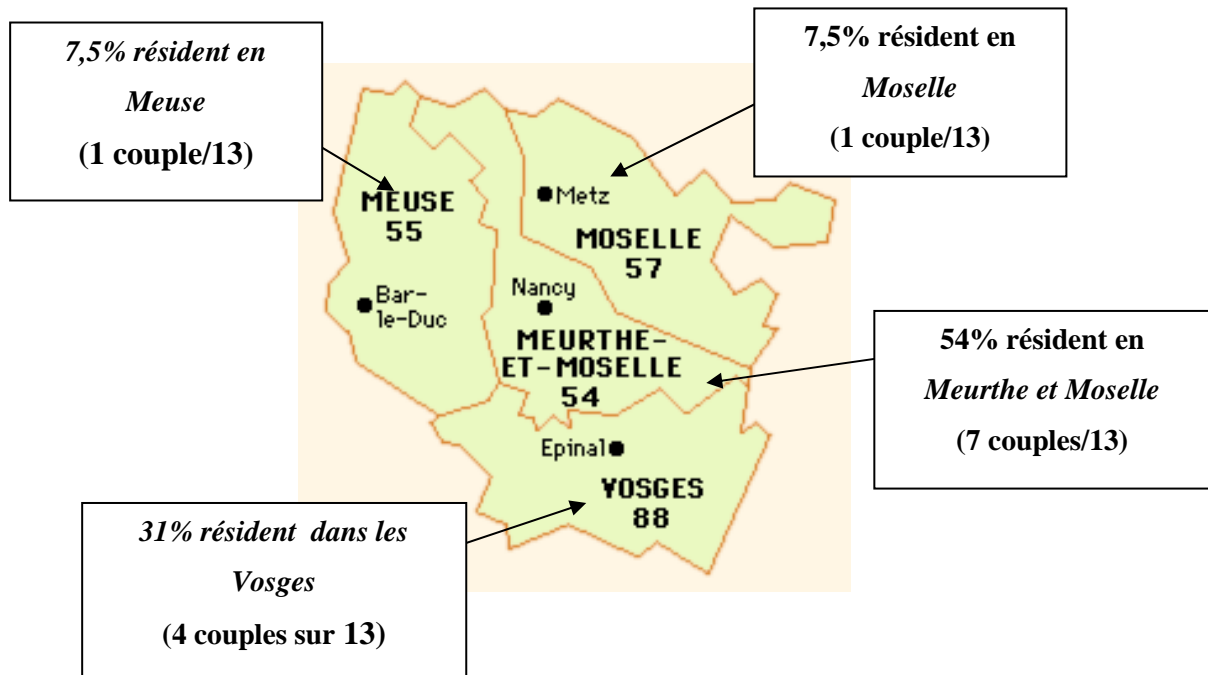 7,5% résident en
Meuse
(1 couple/13)
7,5% résident en
Moselle
(1 couple/13)
MEUSE
55
Metz
MOSELLE
57
Bar-
le-Duc
Nancy
MEURTHE-
ET-MOSELLE
54
54% résident en
Meurthe et Moselle
(7 couples/13)
Epinal
VOSGES
88
31% résident dans les
Vosges
(4 couples sur 13)